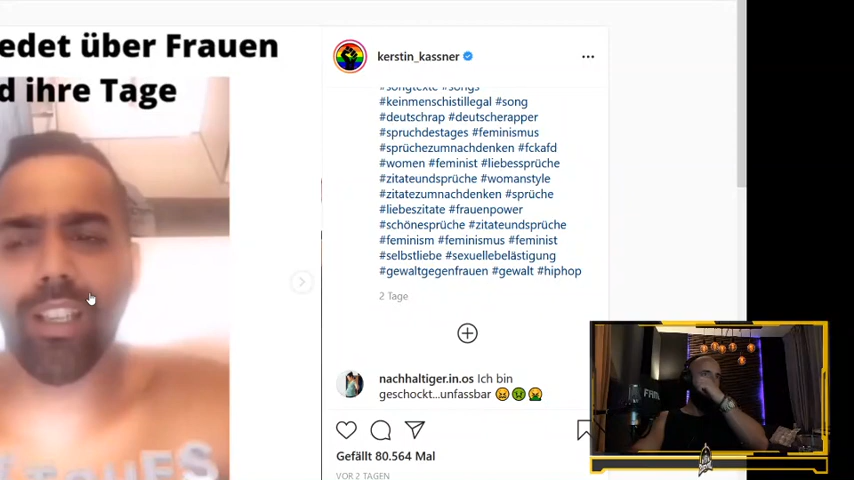 edet über Frauen
d ihre Tage
kerstin_kassner
#songtexte #songs
#keinmenschistillegal #song
#deutschrap #deutscherapper
#spruchdestages #feminismus
#sprüchezumnachdenken #fckafd
#women #feminist #liebessprüche
#zitateundsprüche #womanstyle
#zitatezumnachdenken #sprüche
#liebeszitate #frauenpower
#schönesprüche #zitateundsprüche
#feminism #feminismus #feminist
#selbstliebe #sexuellebelästigung
#gewaltgegenfrauen #gewalt #hiphop
2 Tage
nachhaltiger.in.os Ich bin
geschockt...unfassbar
Gefällt 80.564 Mal
VOR 2 TAGEN